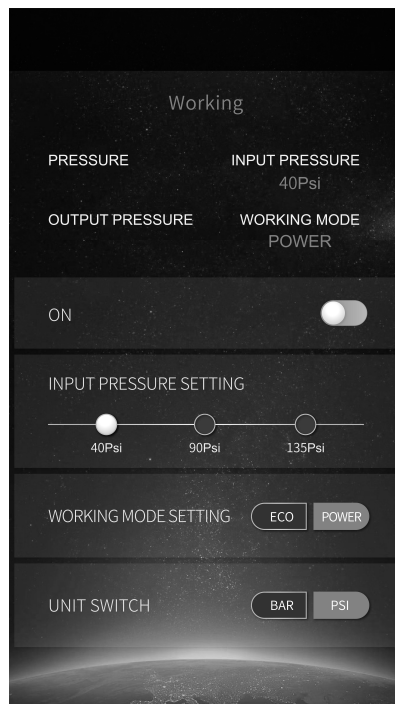 Working
PRESSURE INPUT PRESSURE
40Psi
OUTPUT PRESSURE WORKING MODE
POWER
ON
INPUT PRESSURE SETTING
40Psi 90Psi 135Psi
WORKING MODE SETTING ECO POWER
UNIT SWITCH BAR PSI